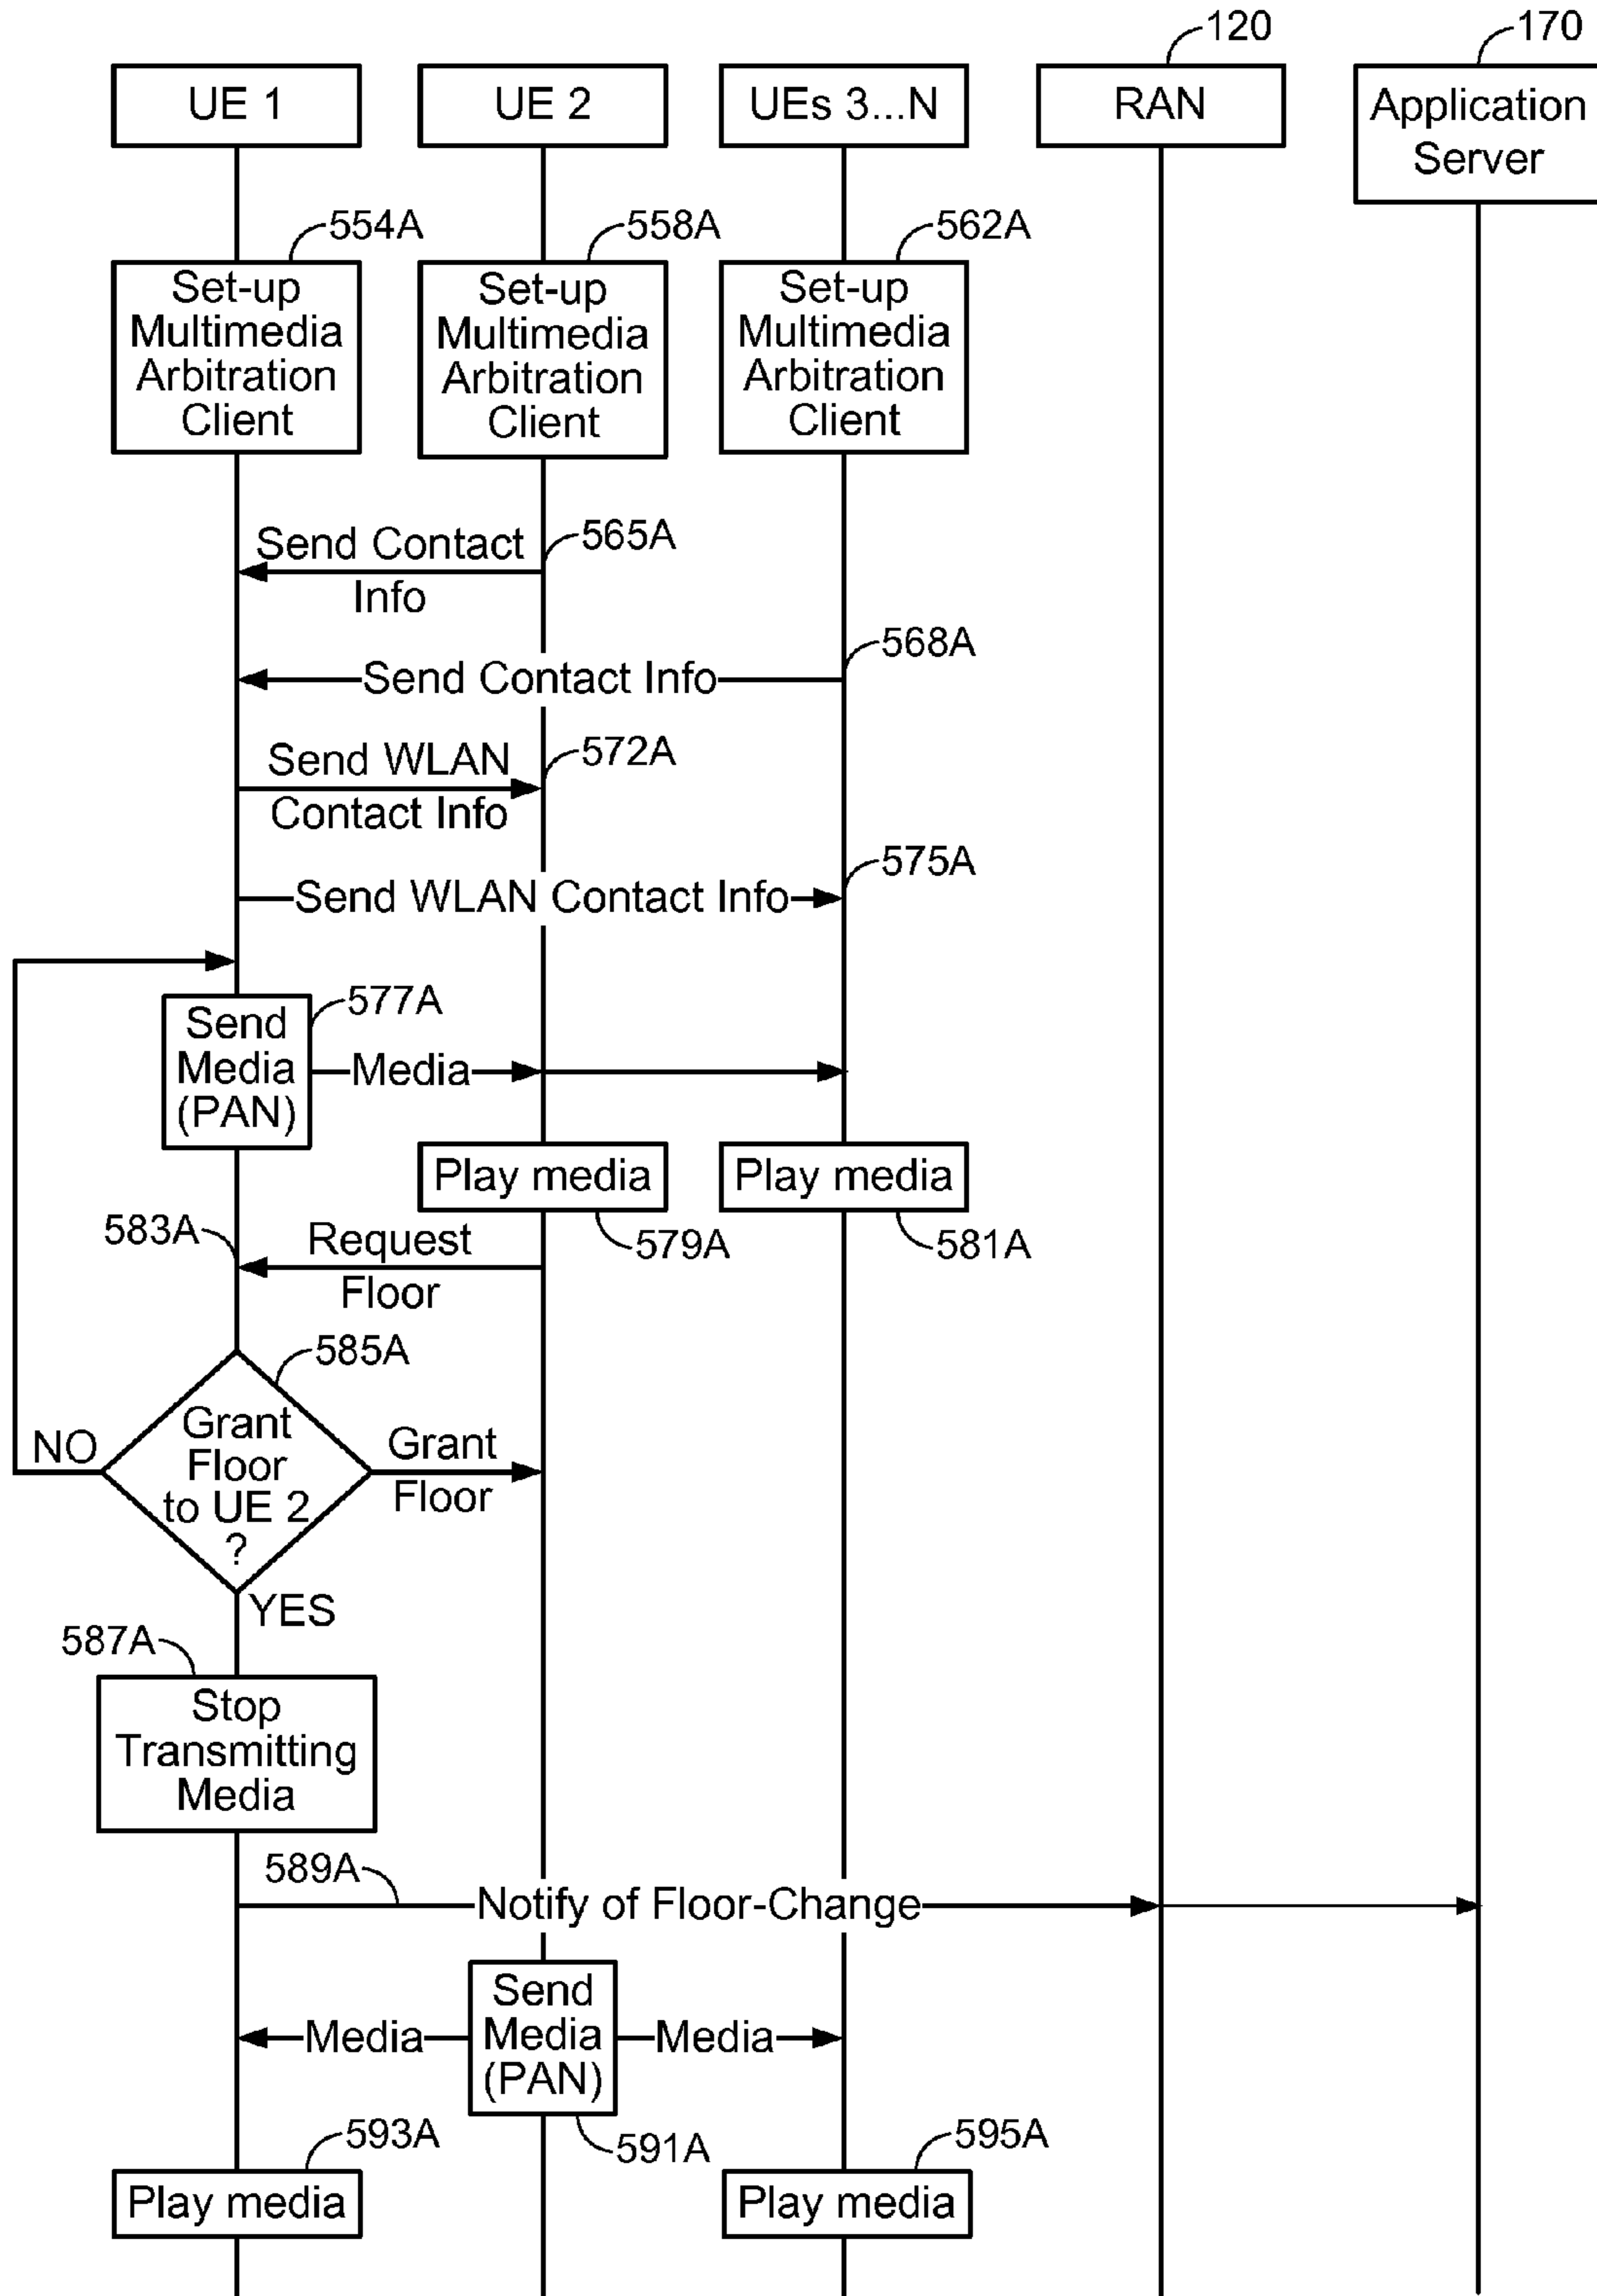 120
170
UE 1
UE 2
UEs 3...N
RAN
Application
Server
554A
558A
562A
Set-up
Multimedia
Arbitration
Client
Set-up
Multimedia
Arbitration
Client
Set-up
Multimedia
Arbitration
Client
Send Contact
Info
565A
568A
Send Contact Info
Send WLAN
Contact Info
572A
575A
Send WLAN Contact Info
577A
Send
Media
(PAN)
Media
Play media
Play media
579A
581A
583A
Request
Floor
585A
Grant
Floor
to UE 2
?
NO
Grant
Floor
YES
587A
Stop
Transmitting
Media
589A
Notify of Floor-Change
Media
Send
Media
(PAN)
Media
591A
593A
595A
Play media
Play media